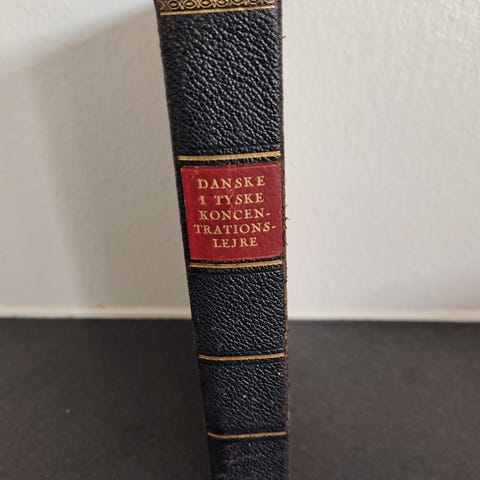 DANSKE
I TYSKE
KONCEN-
TRATIONS-
LEJRE